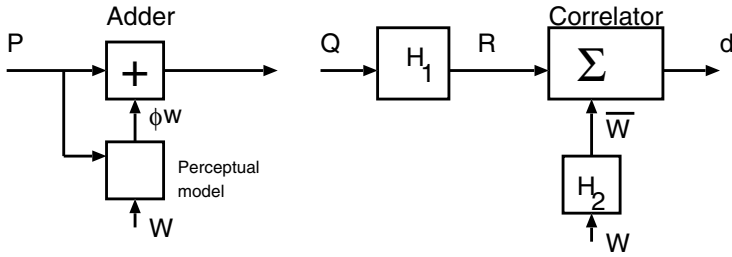 Adder
P
+
ϕw
Perceptual
model
W
Correlator
Q
H1
R
Σ
d
W̅
H2
W